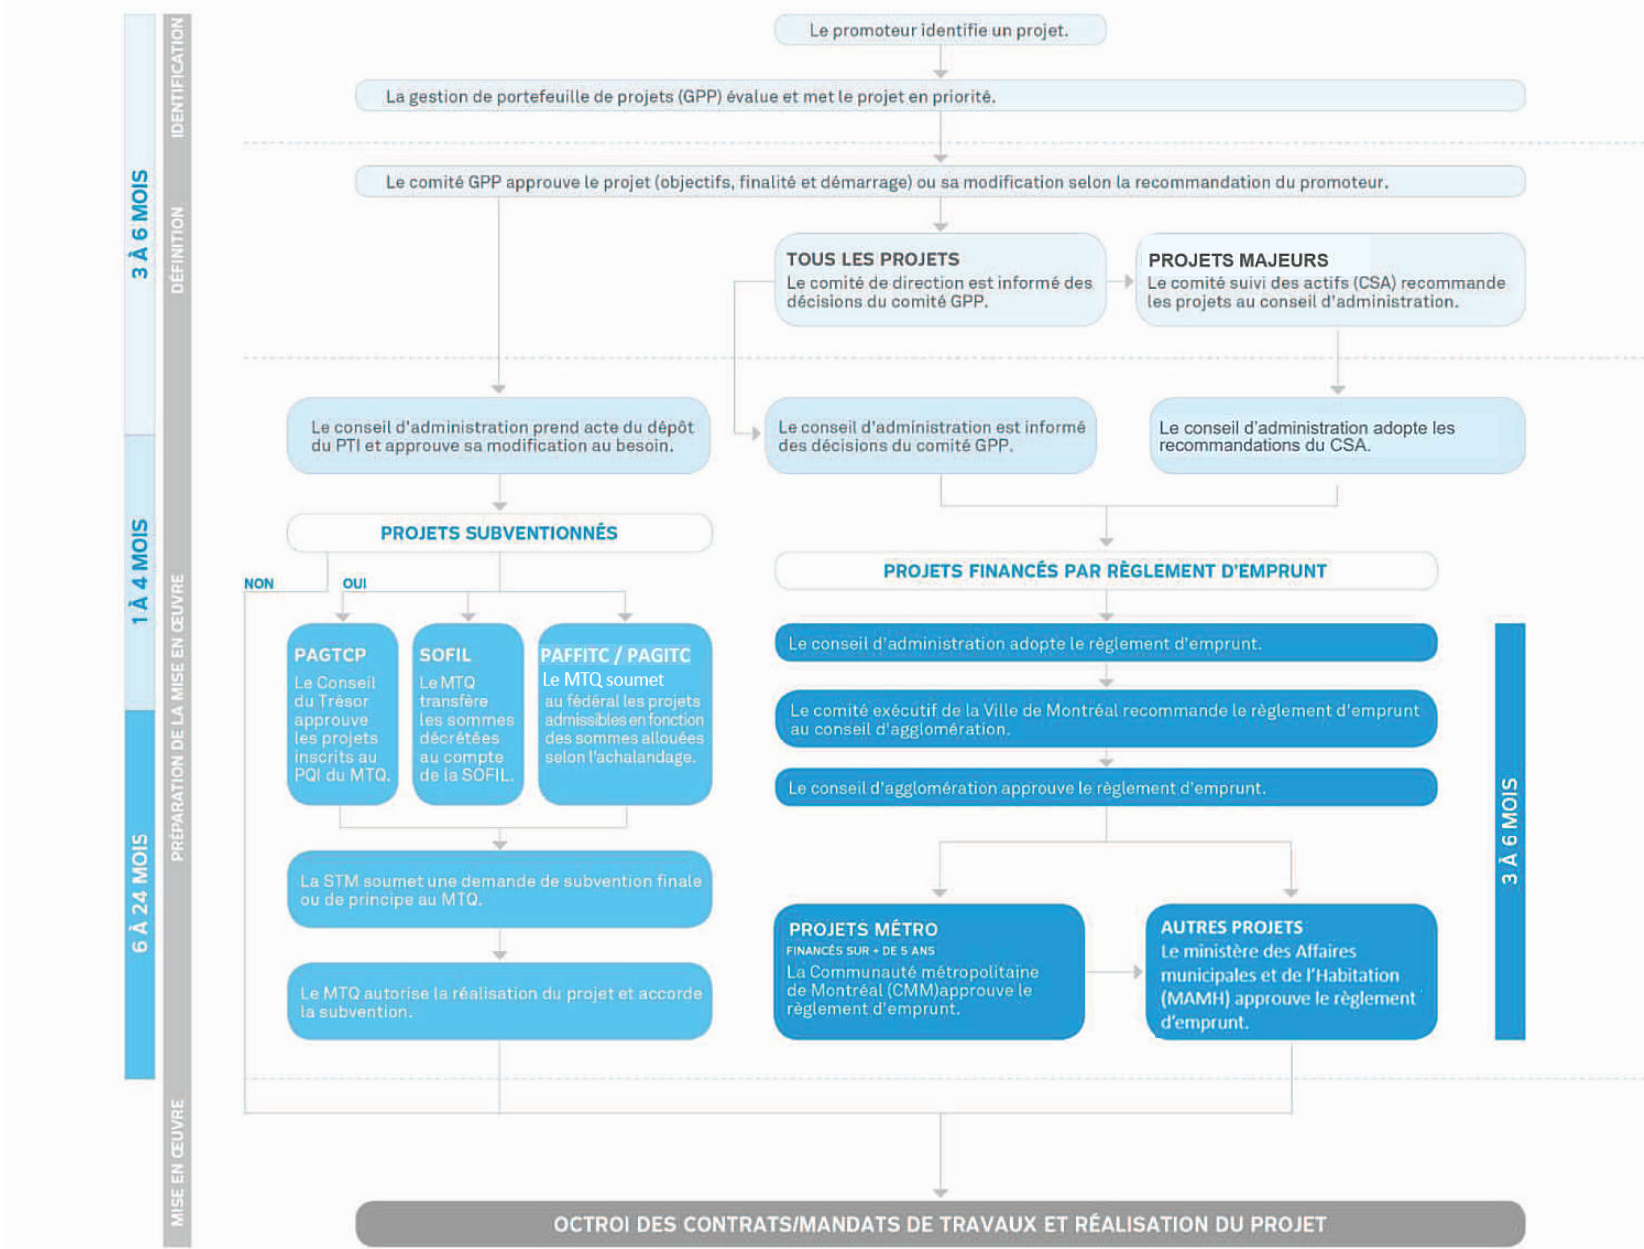 Le promoteur identifie un projet.
La gestion de portefeuille de projets (GPP) évalue et met le projet en priorité.
Le comité GPP approuve le projet (objectifs, finalité et démarrage) ou sa modification selon la recommandation du promoteur.
TOUS LES PROJETS
Le comité de direction est informé des
décisions du comité GPP.
PROJETS MAJEURS
Le comité suivi des actifs (CSA) recommande
les projets au conseil d'administration.
Le conseil d'administration prend acte du dépôt
du PTI et approuve sa modification au besoin.
Le conseil d'administration est informé
des décisions du comité GPP.
Le conseil d'administration adopte les
recommandations du CSA.
PROJETS SUBVENTIONNÉS
NON
OUI
PAGTCP
Le Conseil
du Trésor
approuve
les projets
inscrits au
PQI du MTQ.
SOFIL
Le MTQ
transfère
les sommes
décrétées
au compte
de la SOFIL.
PAFFITC / PAGITC
Le MTQ soumet
au fédéral les projets
admissibles en fonction
des sommes allouées
selon l'achalandage.
La STM soumet une demande de subvention finale
ou de principe au MTQ.
Le MTQ autorise la réalisation du projet et accorde
la subvention.
PROJETS FINANCÉS PAR RÈGLEMENT D'EMPRUNT
Le conseil d'administration adopte le règlement d'emprunt.
Le comité exécutif de la Ville de Montréal recommande le règlement d'emprunt
au conseil d'agglomération.
Le conseil d'agglomération approuve le règlement d'emprunt.
PROJETS MÉTRO
FINANCÉS SUR + DE 5 ANS
La Communauté métropolitaine
de Montréal (CMM)approuve le
règlement d'emprunt.
AUTRES PROJETS
Le ministère des Affaires
municipales et de l'Habitation
(MAMH) approuve le règlement
d'emprunt.
OCTROI DES CONTRATS/MANDATS DE TRAVAUX ET RÉALISATION DU PROJET
3 À 6 MOIS
1 À 4 MOIS
6 À 24 MOIS
IDENTIFICATION
DÉFINITION
PRÉPARATION DE LA MISE EN ŒUVRE
MISE EN ŒUVRE
3 À 6 MOIS